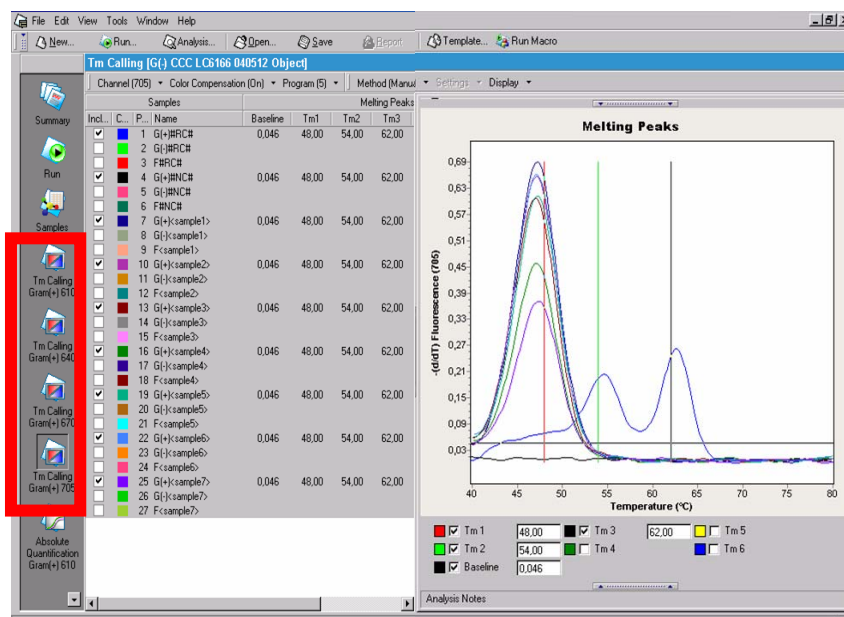 File Edit View Tools Window Help
New... Run... Analysis... Open... Save Report Template... Run Macro
Tm Calling [G(-) CCC LC6166 040512 Obje
Channel (705) Color Compensation (On) Program (5) Method (Manua Settings Display
Samples Melting Peaks
Incl... C... P... Name Baseline Tm1 Tm2 Tm3
1 G(+)#RC# 0,046 48,00 54,00 62,00
2 G(-)#RC#
3 F#RC#
4 G(+)#NC# 0,046 48,00 54,00 62,00
5 G(-)#NC#
6 F#NC#
7 G(+)<sample1> 0,046 48,00 54,00 62,00
8 G(-)<sample1>
9 F<sample1>
10 G(+)<sample2> 0,046 48,00 54,00 62,00
11 G(-)<sample2>
12 F<sample2>
13 G(+)<sample3> 0,046 48,00 54,00 62,00
14 G(-)<sample3>
15 F<sample3>
16 G(+)<sample4> 0,046 48,00 54,00 62,00
17 G(-)<sample4>
18 F<sample4>
19 G(+)<sample5> 0,046 48,00 54,00 62,00
20 G(-)<sample5>
21 F<sample5>
22 G(+)<sample6> 0,046 48,00 54,00 62,00
23 G(-)<sample6>
24 F<sample6>
25 G(+)<sample7> 0,046 48,00 54,00 62,00
26 G(-)<sample7>
27 F<sample7>
Summary
Run
Samples
Tm Calling
Gram(+) 610
Tm Calling
Gram(+) 640
Tm Calling
Gram(+) 670
Tm Calling
Gram(+) 705
Absolute
Quantification
Gram(+) 610
Melting Peaks
-(d/dT) Fluorescence (705)
0,69
0,63
0,57
0,51
0,45
0,39
0,33
0,27
0,21
0,15
0,09
0,03
40 45 50 55 60 65 70 75 80
Temperature (°C)
Tm 1 48,00 Tm 3 62,00 Tm 5
Tm 2 54,00 Tm 4 Tm 6
Baseline 0,046
Analysis Notes